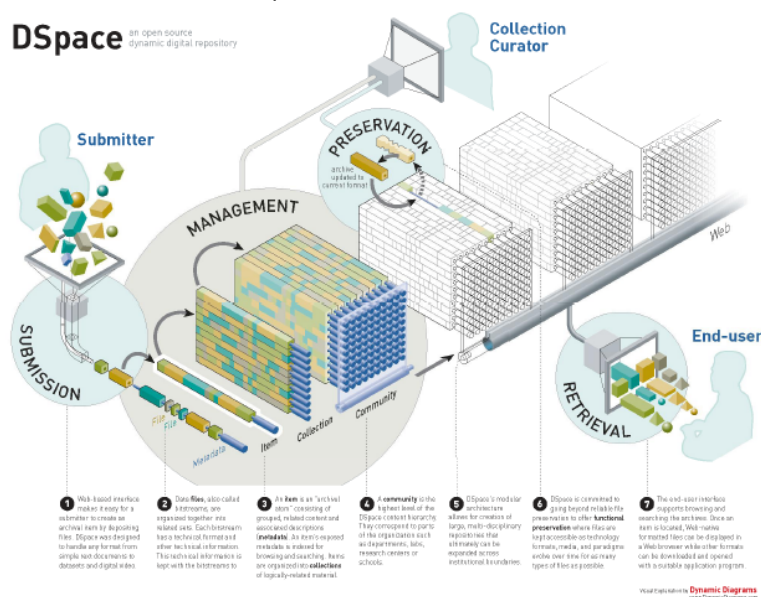 DSpace
an open source
dynamic digital repository
Collection
Curator
Submitter
PRESERVATION
archive
updated to
current format
MANAGEMENT
Web
SUBMISSION
End-user
RETRIEVAL
File
File
Metadata
Item
Collection
Community
1 Web-based interface
makes it easy for a
submitter to create an
archival item by depositing
files. DSpace was designed
to handle any format from
simple text documents to
datasets and digital video.
2 Data files, also called
bitstreams, are
organized together into
related sets. Each bitstream
has a technical format and
other technical information.
This technical information is
kept with the bitstreams to
3 An item is an "archival
atom" consisting of
grouped, related content and
associated descriptions
(metadata). An item's exposed
metadata is indexed for
browsing and searching. Items
are organized into collections
of logically-related material.
4 A community is the
highest level of the
DSpace content hierarchy.
They correspond to parts
of the organization such
as departments, labs,
research centers or
schools.
5 DSpace's modular
architecture
allows for creation of
large, multi-disciplinary
repositories that
ultimately can be
expanded across
institutional boundaries.
6 DSpace is committed to
going beyond reliable file
preservation to offer functional
preservation where files are
kept accessible as technology
formats, media, and paradigms
evolve over time for as many
types of files as possible.
7 The end-user interface
supports browsing and
searching the archives. Once an
item is located, Web-native
formatted files can be displayed
in a Web browser while other formats
can be downloaded and opened
with a suitable application program.
Visual Explanation by Dynamic Diagrams